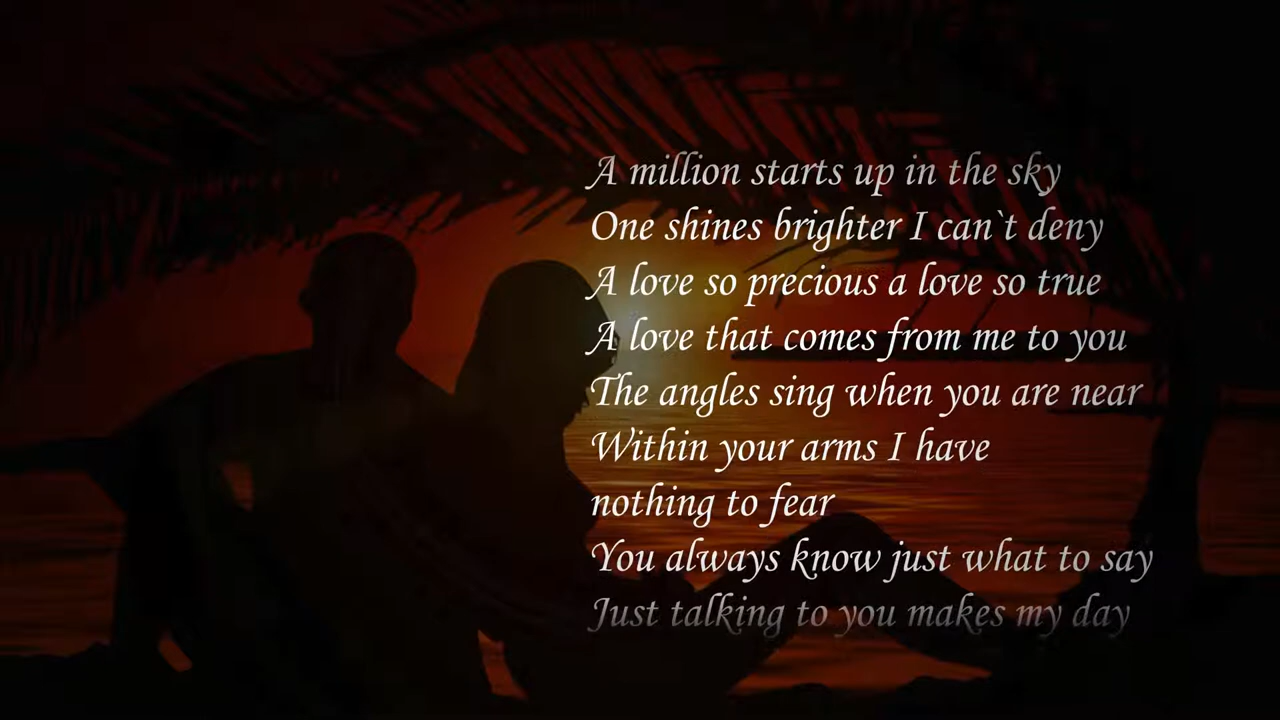 A million starts up in the sky
One shines brighter I can`t deny
A love so precious a love so true
A love that comes from me to you
The angles sing when you are near
Within your arms I have
nothing to fear
You always know just what to say
Just talking to you makes my day